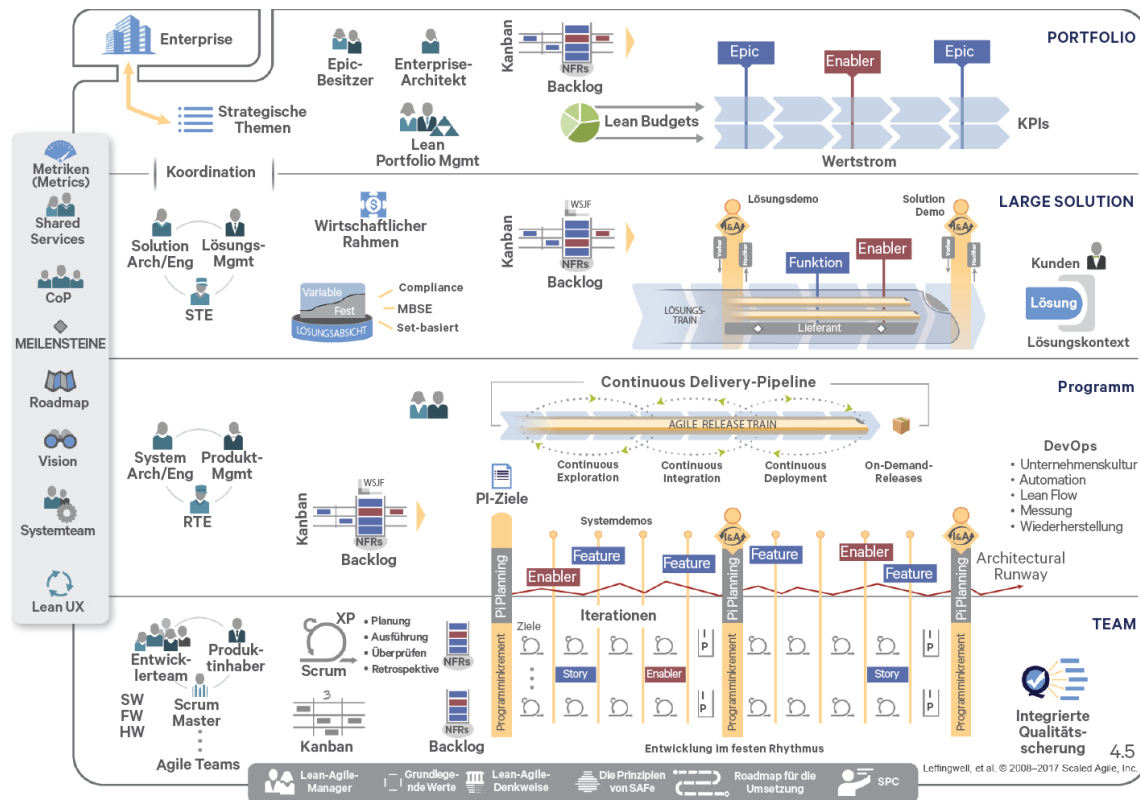 Enterprise
Strategische
Themen
Epic-
Besitzer
Enterprise-
Architekt
Lean
Portfolio Mgmt
Kanban
NFRs
Backlog
Lean Budgets
Epic
Enabler
Epic
KPIs
Wertstrom
PORTFOLIO
Metriken
(Metrics)
Shared
Services
CoP
MEILENSTEINE
Roadmap
Vision
Systemteam
Lean UX
Koordination
Solution
Arch/Eng
Lösungs-
Mgmt
STE
Wirtschaftlicher
Rahmen
Variable
Fest
LÖSUNGSABSICHT
Compliance
MBSE
Set-basiert
Kanban
WSJF
NFRs
Backlog
Lösungsdemo
I&A
Vorher
Nachher
Funktion
Enabler
Solution
Demo
I&A
Vorher
Nachher
LÖSUNGS-
TRAIN
Lieferant
LARGE SOLUTION
Kunden
Lösung
Lösungskontext
Continuous Delivery-Pipeline
AGILE RELEASE TRAIN
Continuous
Exploration
Continuous
Integration
Continuous
Deployment
On-Demand-
Releases
Programm
DevOps
• Unternehmenskultur
• Automation
• Lean Flow
• Messung
• Wiederherstellung
System
Arch/Eng
Produkt-
Mgmt
RTE
Kanban
WSJF
NFRs
Backlog
PI-Ziele
Systemdemos
Enabler
Feature
Feature
I&A
Feature
Enabler
Feature
I&A
Architectural
Runway
Pi Planning
Pi Planning
Pi Planning
TEAM
Entwick-
lerteam
Produk-
tinhaber
Scrum
Master
SW
FW
HW
Agile Teams
XP
Scrum
• Planung
• Ausführung
• Überprüfen
• Retrospektive
NFRs
3
Kanban
NFRs
Backlog
Programminkrement
Ziele
Iterationen
Story
Enabler
I P
I P
Programminkrement
Story
I P
I P
Programminkrement
Entwicklung im festen Rhythmus
Integrierte
Qualitäts-
scherung
4.5
Leffingwell, et al. © 2008–2017 Scaled Agile, Inc.
Lean-Agile-
Manager
Grundlege-
nde Werte
Lean-Agile-
Denkweise
Die Prinzipien
von SAFe
Roadmap für die
Umsetzung
SPC